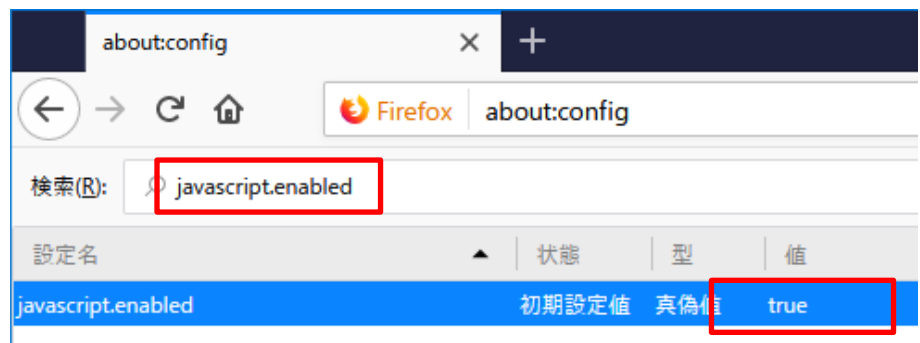 about:config
Firefox about:config
検索(R): javascript.enabled
設定名 状態 型 値
javascript.enabled 初期設定値 真偽値 true